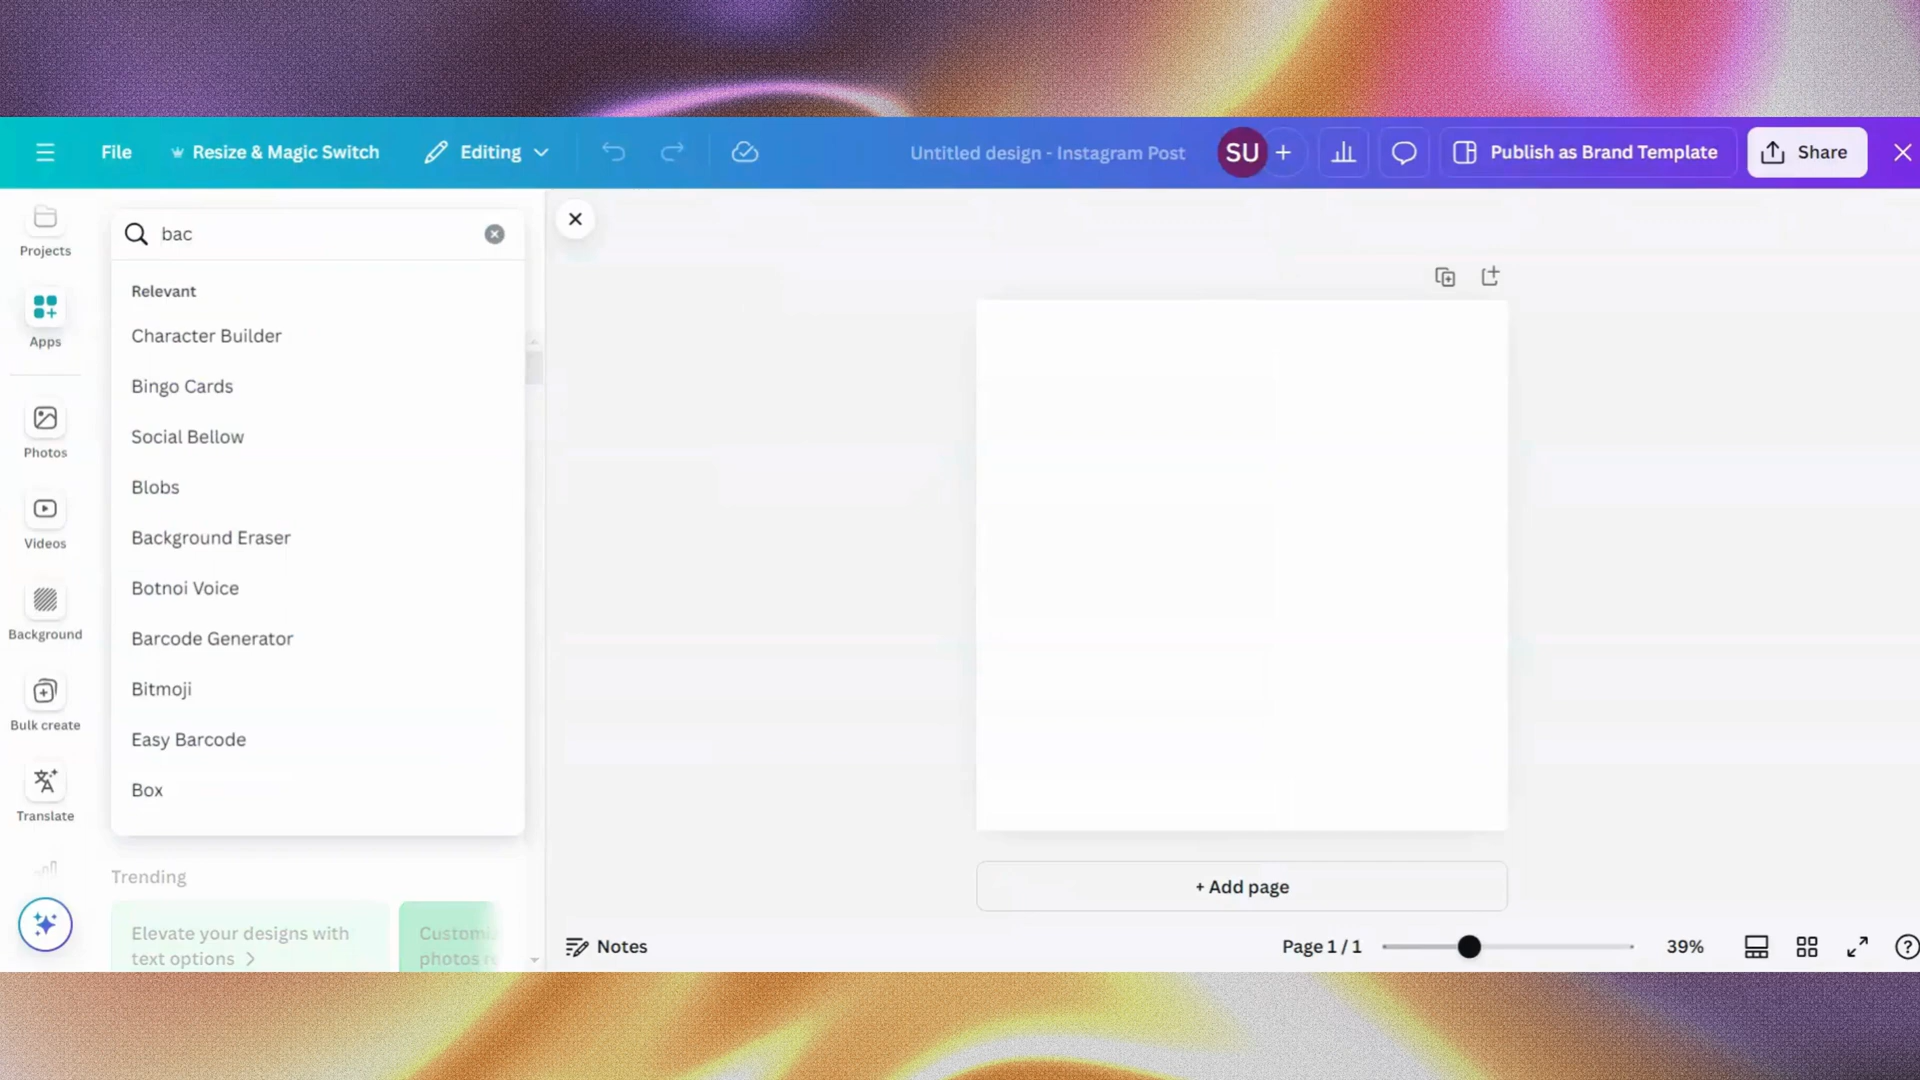 File
Resize & Magic Switch
Editing
Untitled design - Instagram Post
SU
+
Publish as Brand Template
Share
Projects
Apps
Photos
Videos
Background
Bulk create
Translate
bac
Relevant
Character Builder
Bingo Cards
Social Bellow
Blobs
Background Eraser
Botnoi Voice
Barcode Generator
Bitmoji
Easy Barcode
Box
Trending
Elevate your designs with
text options >
photos
+ Add page
Notes
Page 1 / 1
39%
?